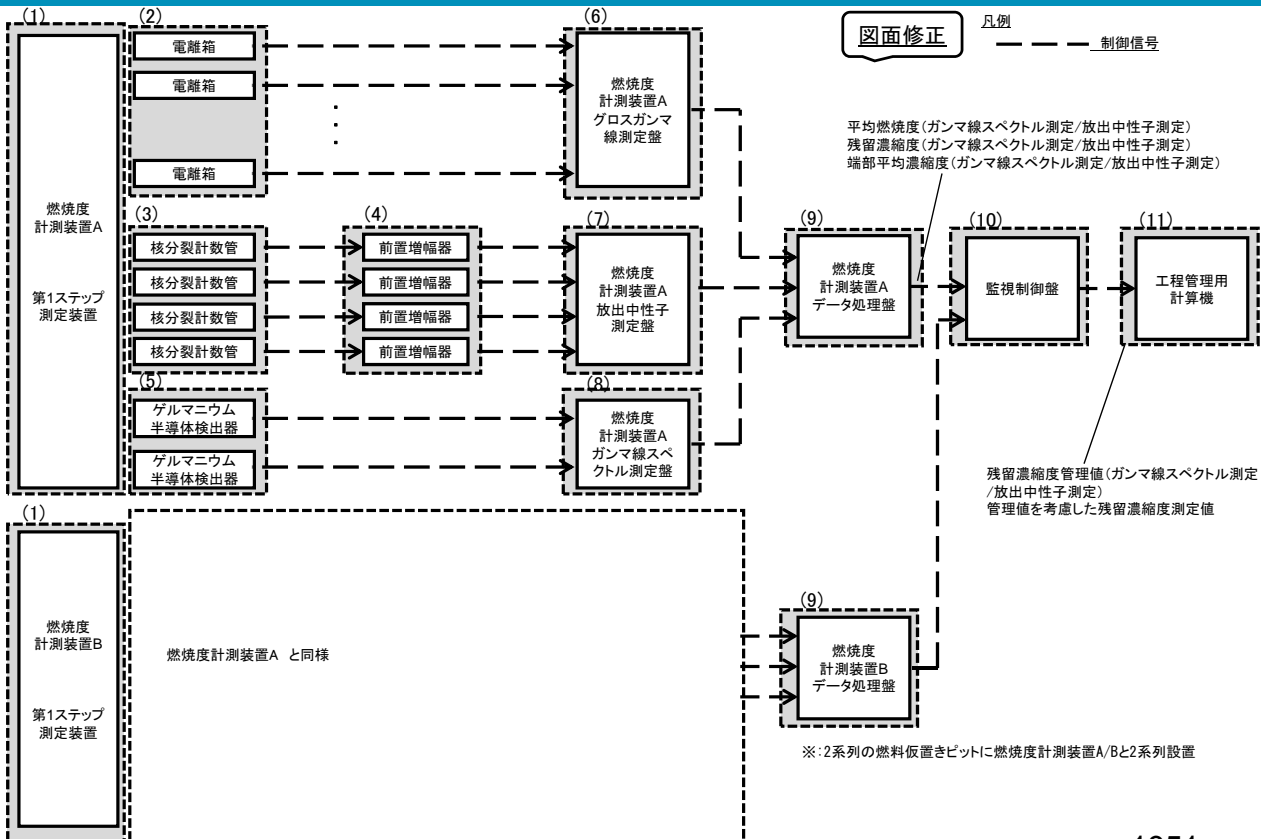 (1)
(2)
(6)
図面修正
凡例
制御信号
電離箱
電離箱
・
・
・
電離箱
燃焼度
計測装置A
グロスガンマ
線測定盤
平均燃焼度(ガンマ線スペクトル測定/放出中性子測定)
残留濃縮度(ガンマ線スペクトル測定/放出中性子測定)
端部平均濃縮度(ガンマ線スペクトル測定/放出中性子測定)
燃焼度
計測装置A
第1ステップ
測定装置
(3)
核分裂計数管
核分裂計数管
核分裂計数管
核分裂計数管
(4)
前置増幅器
前置増幅器
前置増幅器
前置増幅器
(7)
燃焼度
計測装置A
放出中性子
測定盤
(9)
燃焼度
計測装置A
データ処理盤
(10)
監視制御盤
(11)
工程管理用
計算機
(5)
ゲルマニウム
半導体検出器
ゲルマニウム
半導体検出器
(8)
燃焼度
計測装置A
ガンマ線スペ
クトル測定盤
残留濃縮度管理値(ガンマ線スペクトル測定
/放出中性子測定)
管理値を考慮した残留濃縮度測定値
(1)
燃焼度
計測装置B
第1ステップ
測定装置
燃焼度計測装置A と同様
(9)
燃焼度
計測装置B
データ処理盤
※:2系列の燃料仮置きピットに燃焼度計測装置A/Bと2系列設置